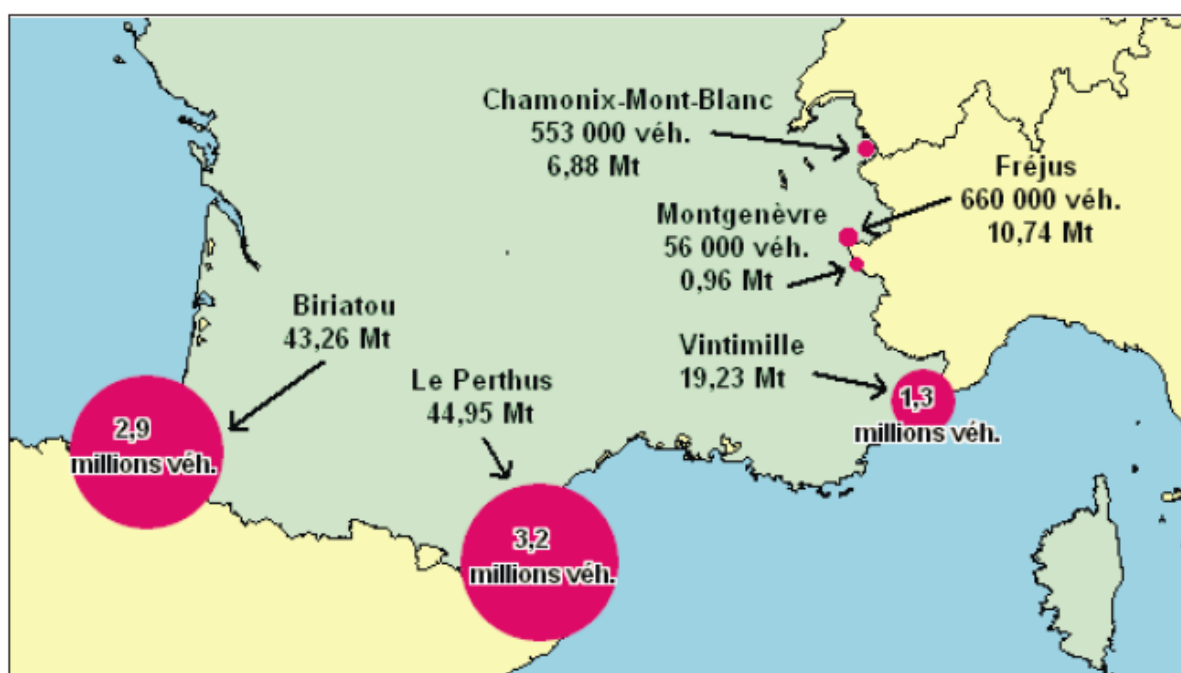 Chamonix-Mont-Blanc
553 000 véh.
6,88 Mt
Fréjus
660 000 véh.
10,74 Mt
Montgenèvre
56 000 véh.
0,96 Mt
Biriatou
43,26 Mt
Vintimille
19,23 Mt
Le Perthus
44,95 Mt
1,3
millions véh.
2,9
millions véh.
3,2
millions véh.